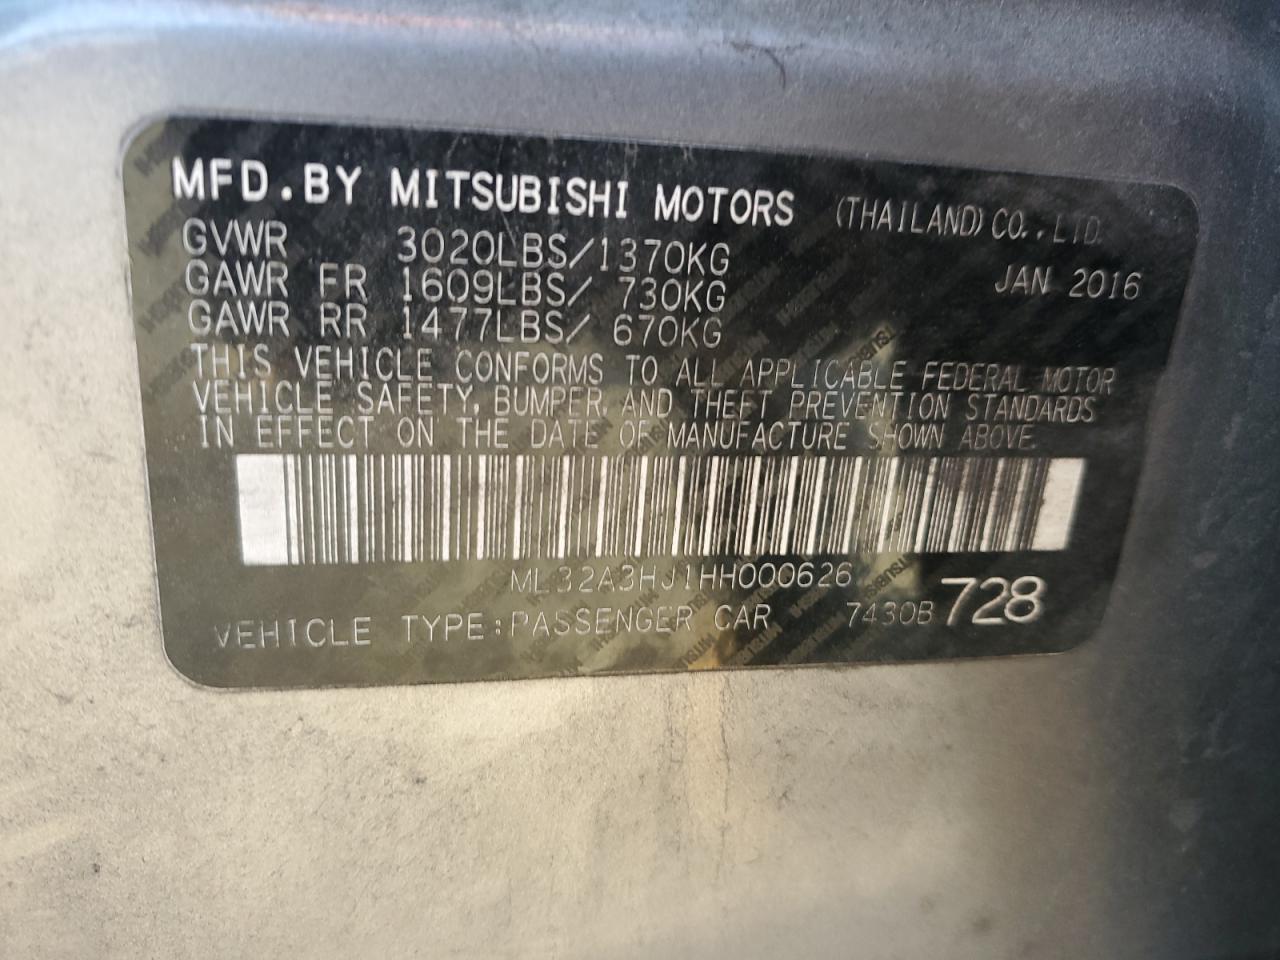 MFD.BY MITSUBISHI MOTORS (THAILAND)CO.,LTD.
GVWR 3020LBS/1370KG JAN 2016
GAWR FR 1609LBS/ 730KG
GAWR RR 1477LBS/ 670KG
THIS VEHICLE CONFORMS TO ALL APPLICABLE FEDERAL MOTOR
VEHICLE SAFETY, BUMPER, AND THEFT PREVENTION STANDARDS
IN EFFECT ON THE DATE OF MANUFACTURE SHOWN ABOVE.
ML32A3HJ1HH000626
VEHICLE TYPE:PASSENGER CAR 7430B 728